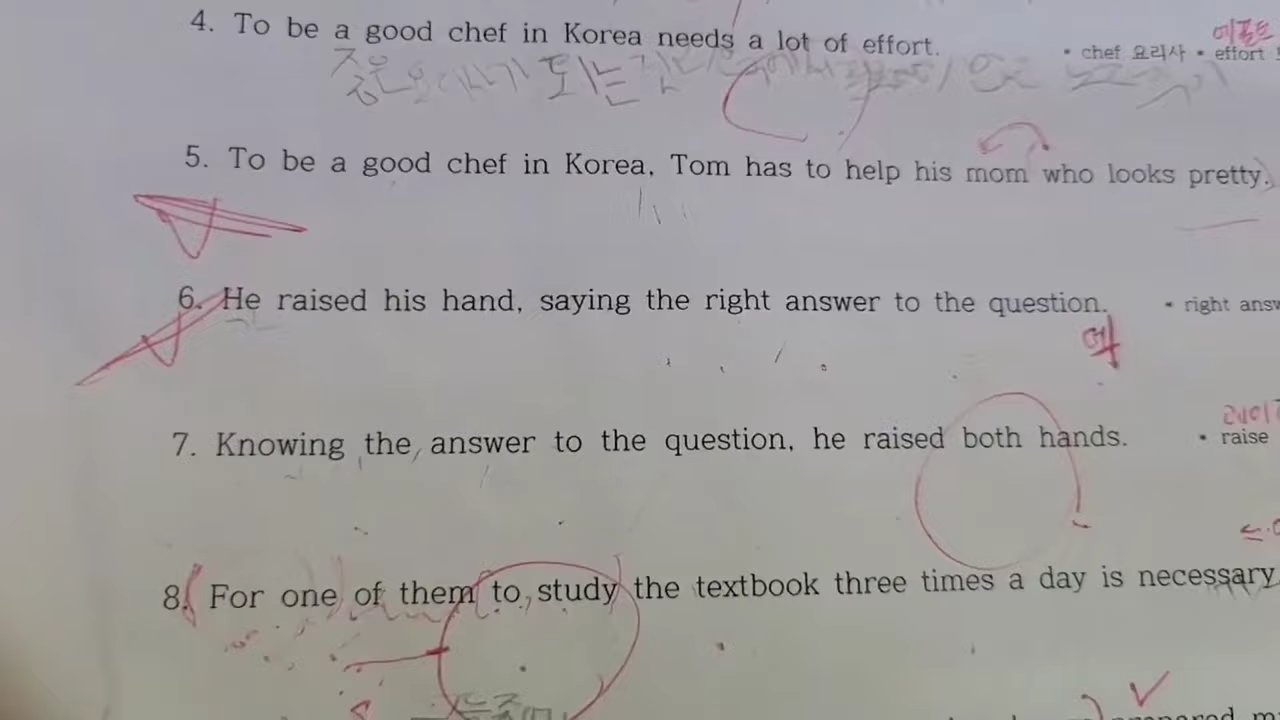 4. To be a good chef in Korea needs a lot of effort.
• chef 요리사 • effort
에포트
5. To be a good chef in Korea, Tom has to help his mom who looks pretty.
6. He raised his hand, saying the right answer to the question.
• right answ
7. Knowing the answer to the question, he raised both hands.
• raise
8. For one of them to study the textbook three times a day is necessary